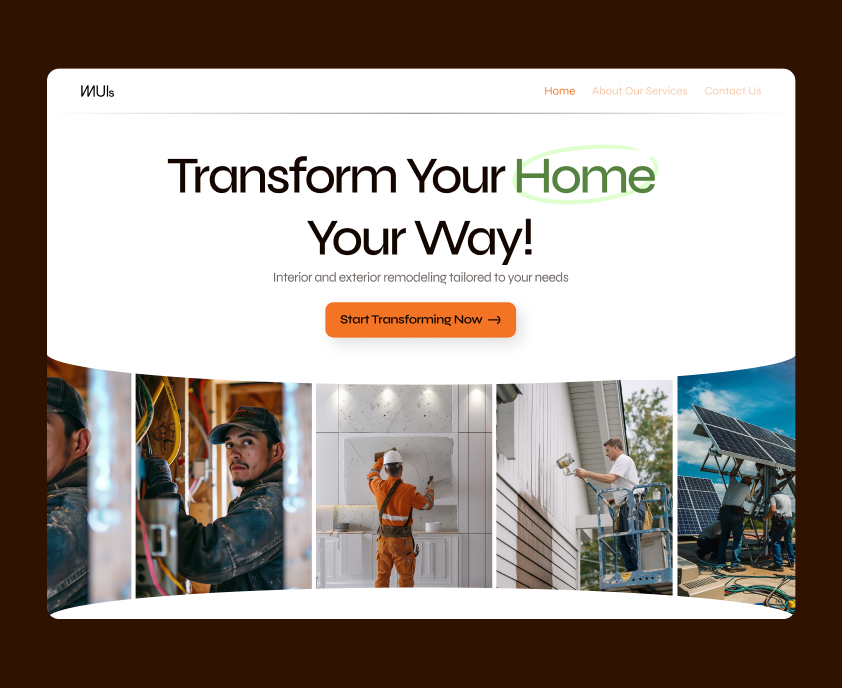 MUIs
Home About Our Services Contact Us
Transform Your Home
Your Way!
Interior and exterior remodeling tailored to your needs
Start Transforming Now →